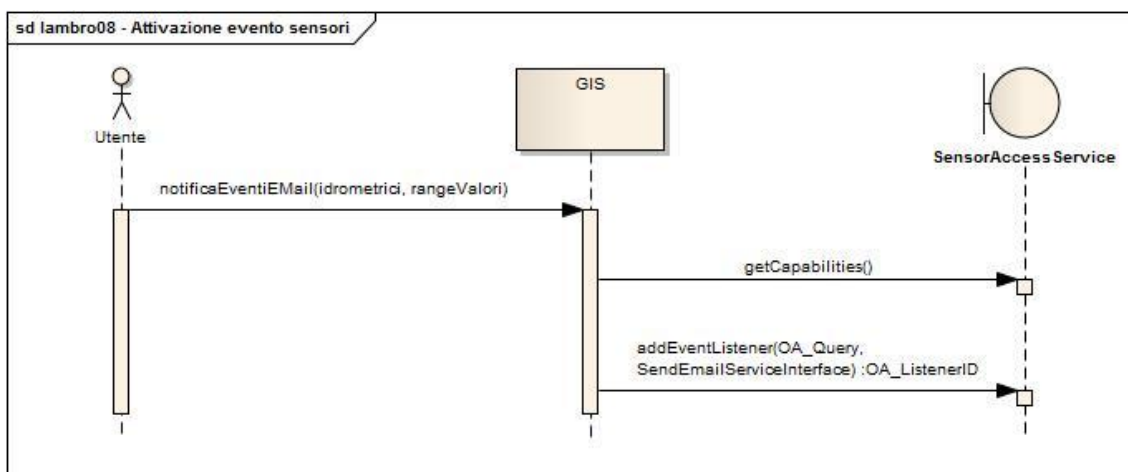 sd lambro08 - Attivazione evento sensori
Utente
GIS
SensorAccessService
notificaEventiEMail(idrometrici, rangeValori)
getCapabilities()
addEventListener(OA_Query,
SendEmailServiceInterface) :OA_ListenerID